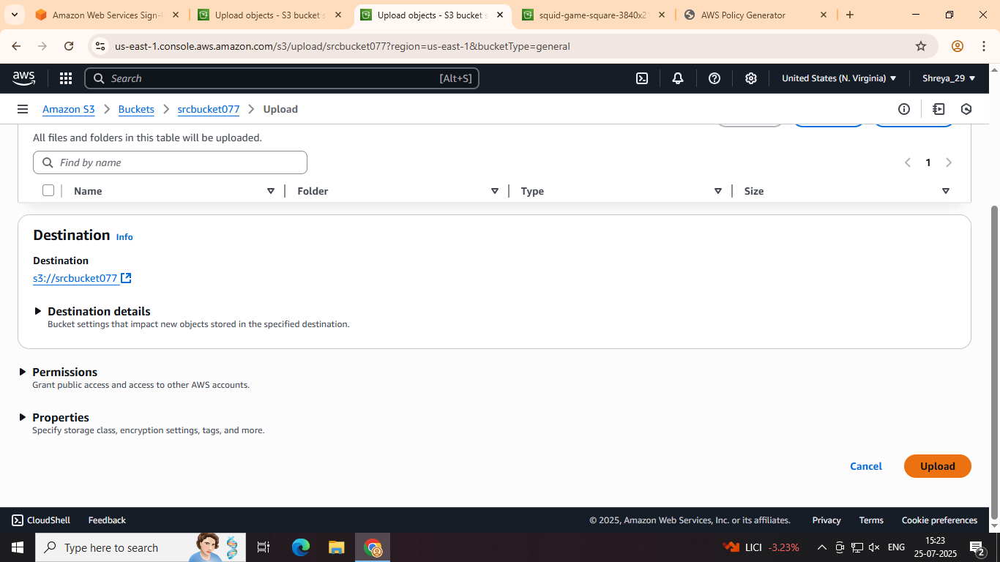 Amazon Web Services Sign-I
Upload objects - S3 bucket s
Upload objects - S3 bucket s
squid-game-square-3840x2
AWS Policy Generator
us-east-1.console.aws.amazon.com/s3/upload/srcbucket077?region=us-east-1&bucketType=general
aws
Search
[Alt+S]
United States (N. Virginia)
Shreya_29
Amazon S3
Buckets
srcbucket077
Upload
All files and folders in this table will be uploaded.
Find by name
1
Name
Folder
Type
Size
Destination Info
Destination
s3://srcbucket077
Destination details
Bucket settings that impact new objects stored in the specified destination.
Permissions
Grant public access and access to other AWS accounts.
Properties
Specify storage class, encryption settings, tags, and more.
Cancel
Upload
CloudShell
Feedback
© 2025, Amazon Web Services, Inc. or its affiliates.
Privacy
Terms
Cookie preferences
Type here to search
LICI -3.23%
ENG
15:23
25-07-2025
2